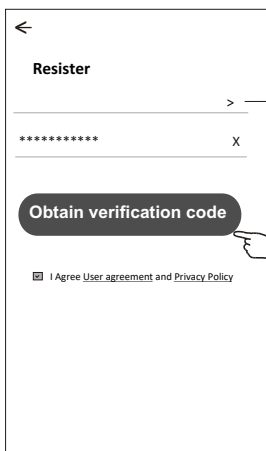 Resister
>
*********** X
Obtain verification code
I Agree User agreement and Privacy Policy